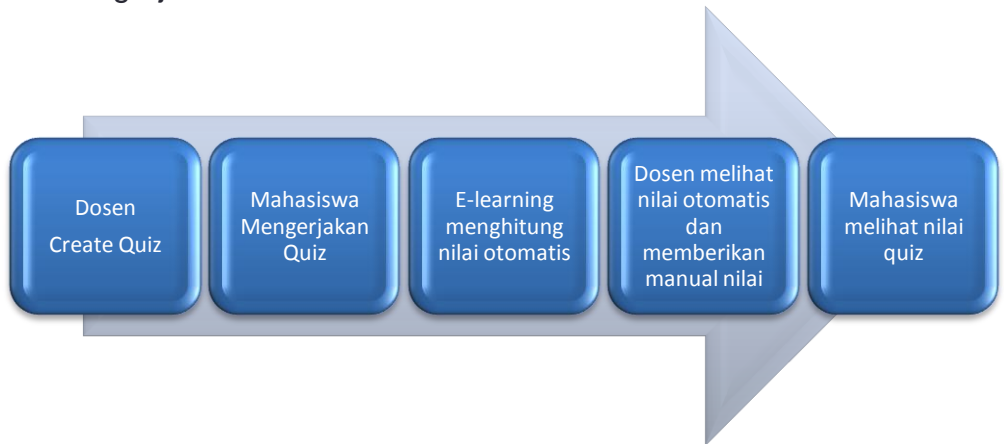 Dosen
Create Quiz
Mahasiswa
Mengerjakan
Quiz
E-learning
menghitung
nilai otomatis
Dosen melihat
nilai otomatis
dan
memberikan
manual nilai
Mahasiswa
melihat nilai
quiz